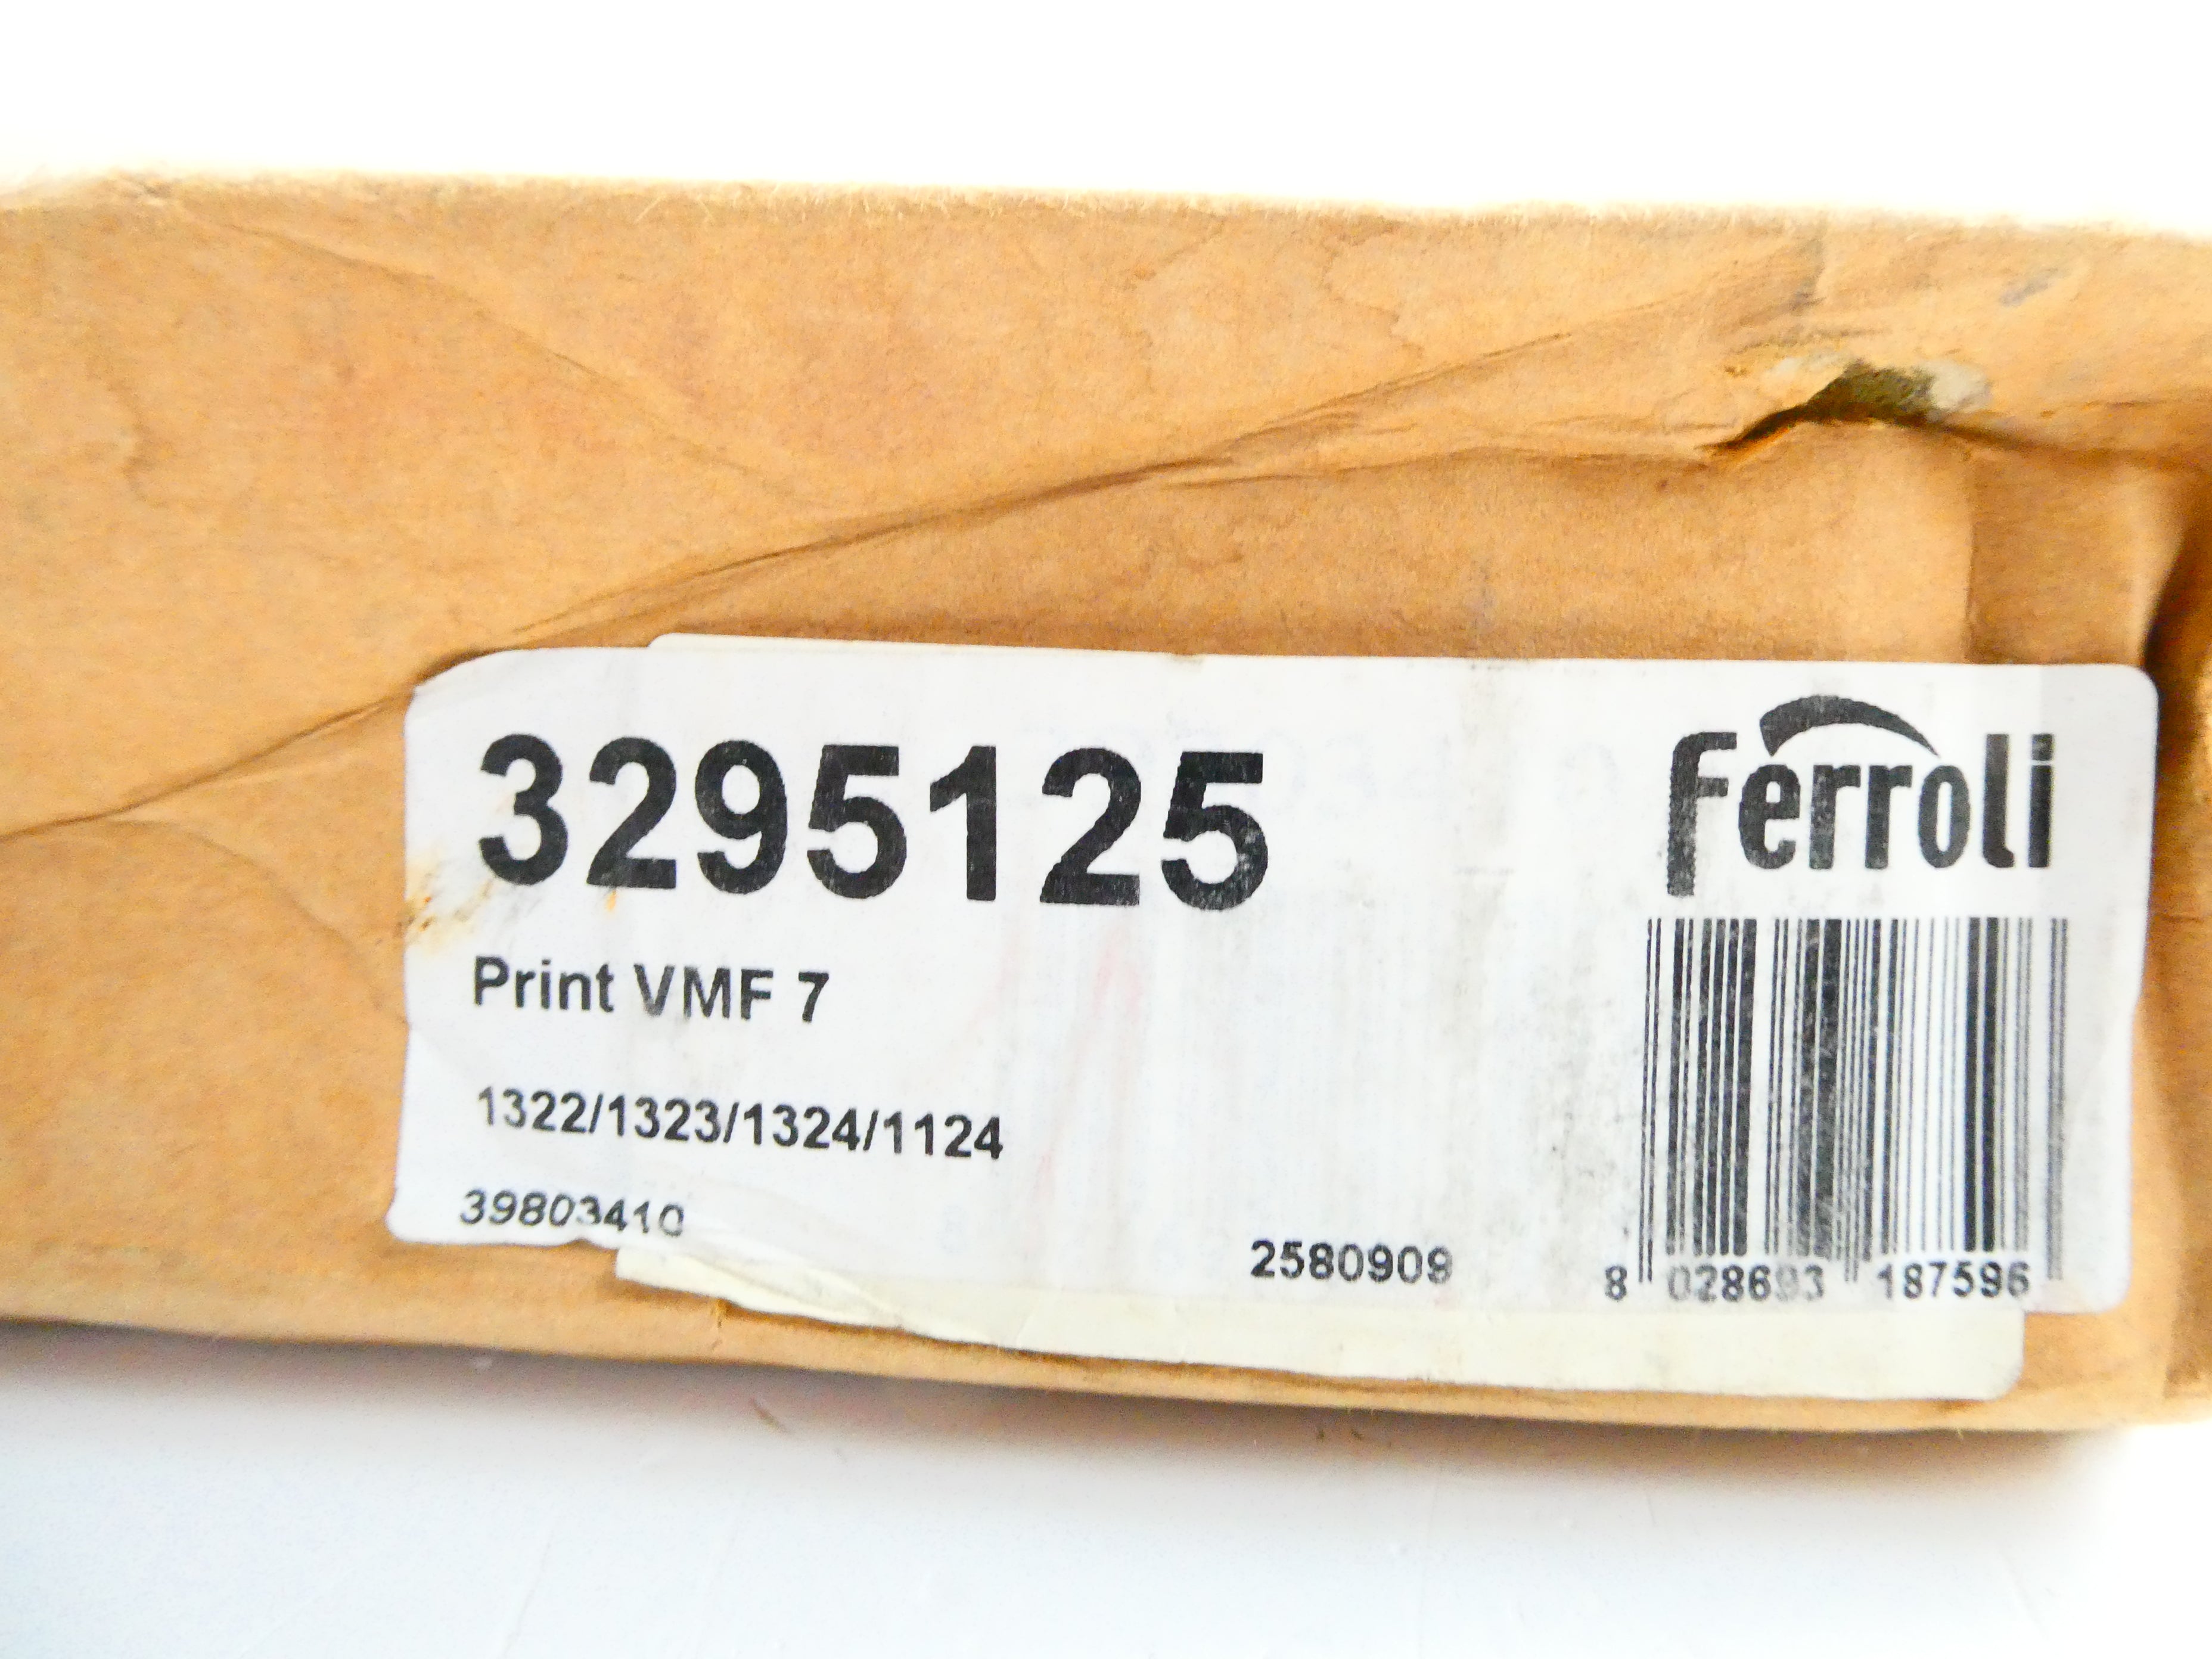 3295125
Ferroli
Print VMF 7
1322/1323/1324/1124
39803410
2580909
8 028693 187596